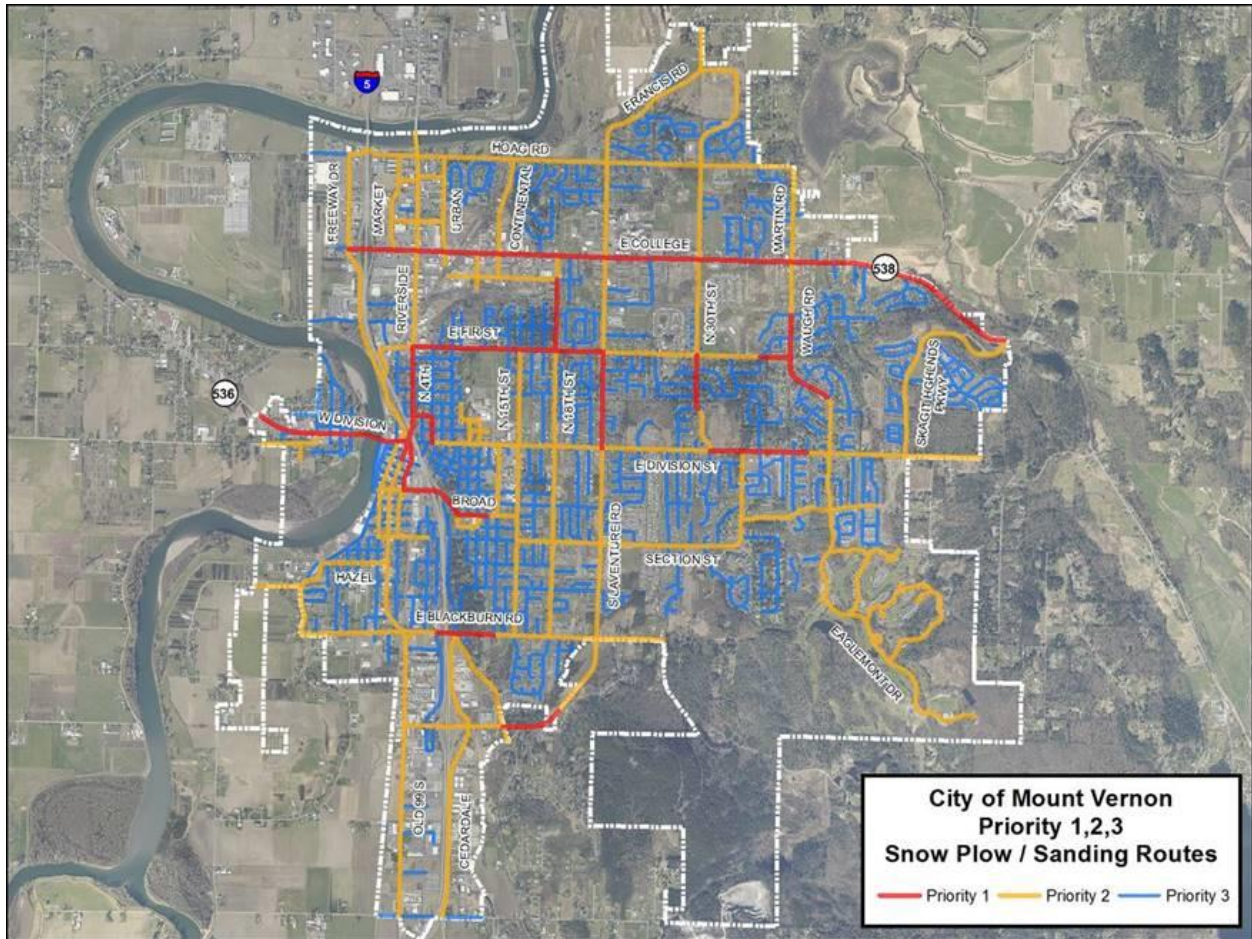 5
FRANCIS RD
HOAG RD
FREEWAY DR
MARKET
URBAN
CONTINENTAL
MARTIN RD
E COLLEGE
538
RIVERSIDE
N 30TH ST
WAUGH RD
E FIR ST
SKAGIT HIGHLNDS
PKWY
536
W DIVISION
N 4TH
N 15TH ST
N 18TH ST
E DIVISION ST
BROAD
S LAVENTURE RD
SECTION ST
HAZEL
E BLACKBURN RD
EAGLEMONT DR
OLD 99 S
CEDARDALE
City of Mount Vernon
Priority 1,2,3
Snow Plow / Sanding Routes
Priority 1 Priority 2 Priority 3